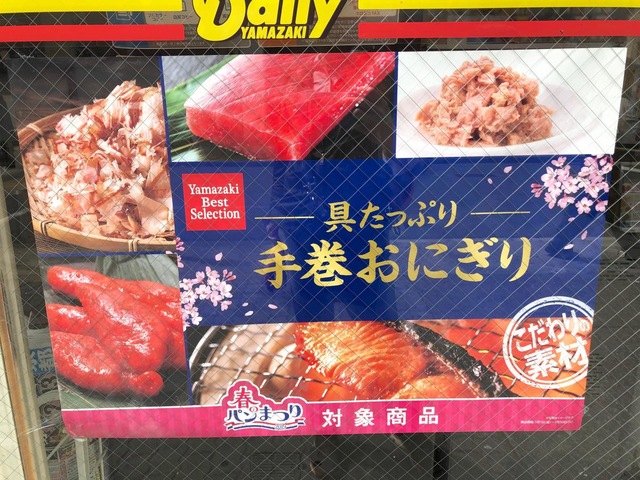 Daily
YAMAZAKI
Yamazaki
Best
Selection
具たっぷり
手巻おにぎり
こだわりの
素材
春
パンまつり
対象商品